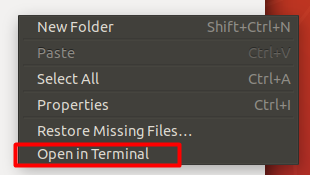 New Folder Shift+Ctrl+N
Paste Ctrl+V
Select All Ctrl+A
Properties Ctrl+I
Restore Missing Files…
Open in Terminal